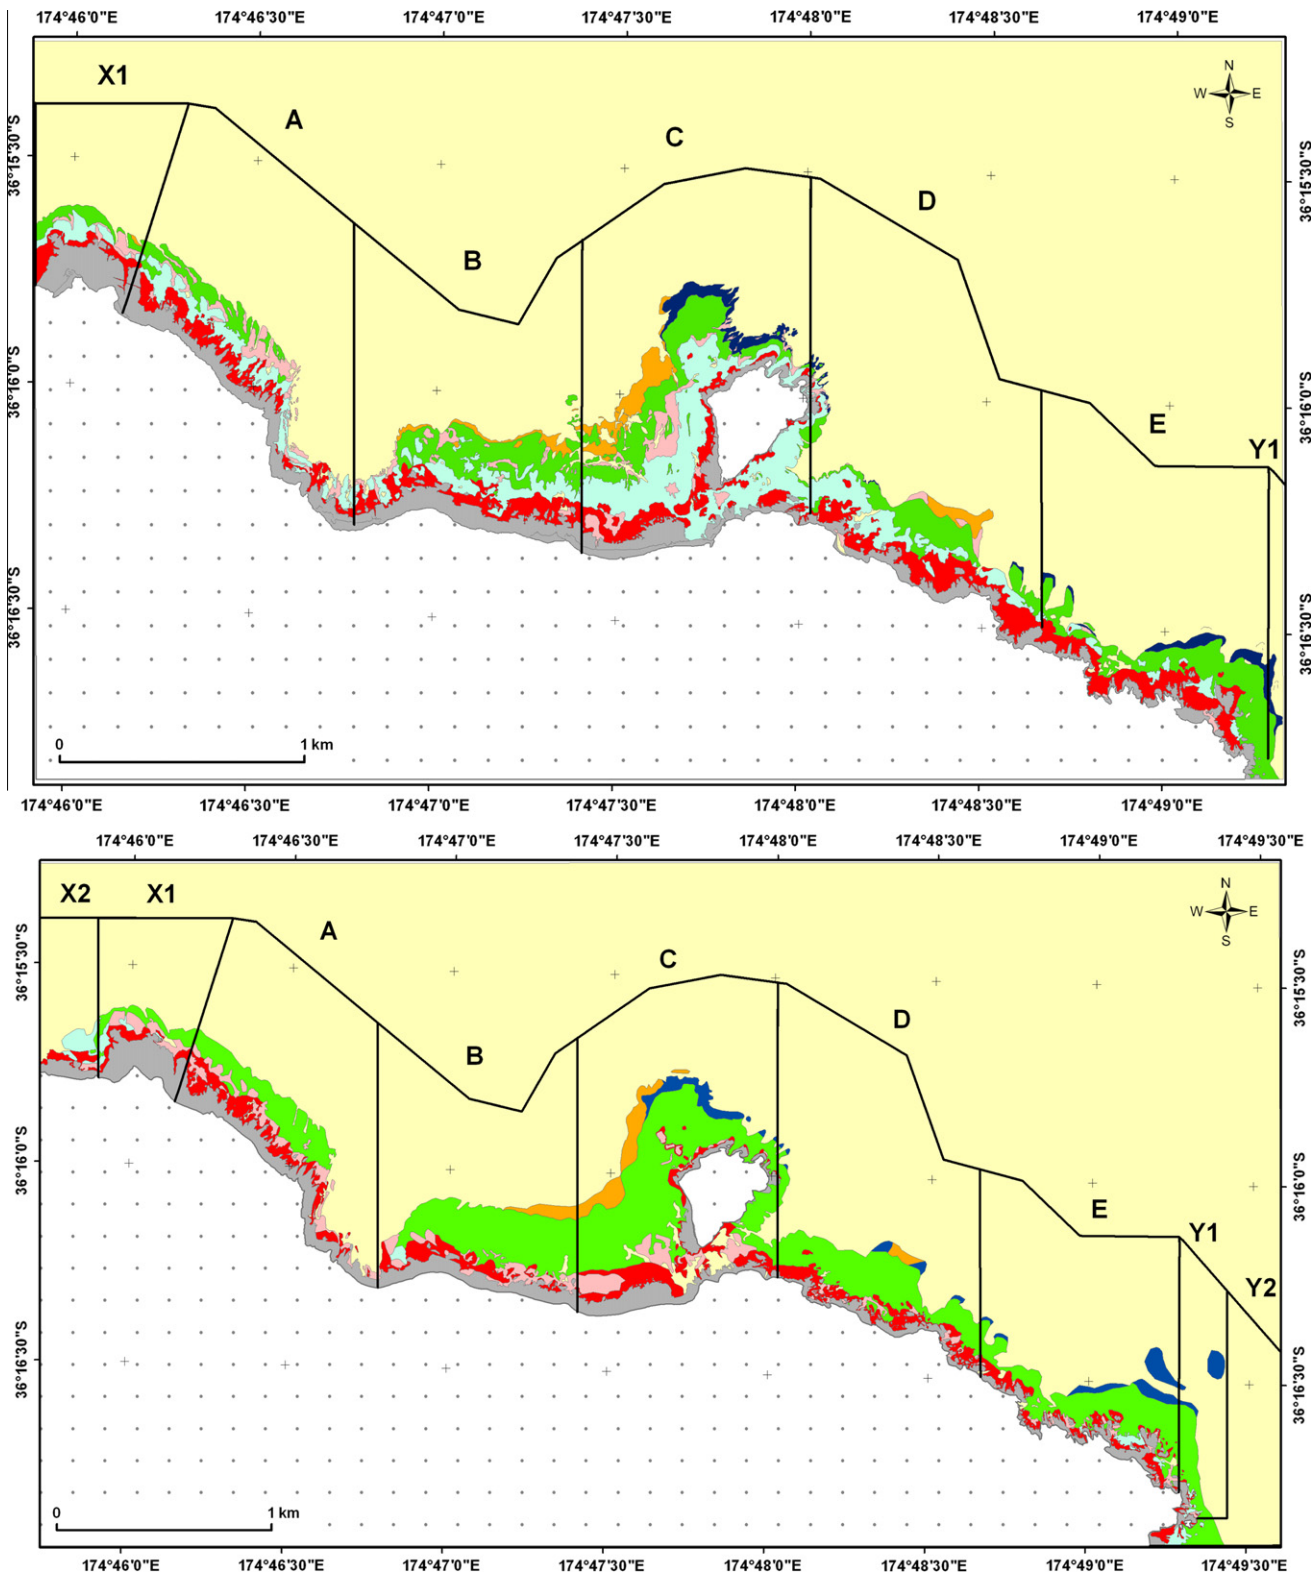 174°46'0"E 174°46'30"E 174°47'0"E 174°47'30"E 174°48'0"E 174°48'30"E 174°49'0"E
X1
A
B
C
D
E
Y1
N
W E
S
36°15'30"S
36°16'0"S
36°16'30"S
36°15'30"S
36°16'0"S
36°16'30"S
0 1 km
174°46'0"E 174°46'30"E 174°47'0"E 174°47'30"E 174°48'0"E 174°48'30"E 174°49'0"E
174°46'0"E 174°46'30"E 174°47'0"E 174°47'30"E 174°48'0"E 174°48'30"E 174°49'0"E 174°49'30"E
X2 X1
A
B
C
D
E
Y1
Y2
N
W E
S
36°15'30"S
36°16'0"S
36°16'30"S
36°15'30"S
36°16'0"S
36°16'30"S
0 1 km
174°46'0"E 174°46'30"E 174°47'0"E 174°47'30"E 174°48'0"E 174°48'30"E 174°49'0"E 174°49'30"E